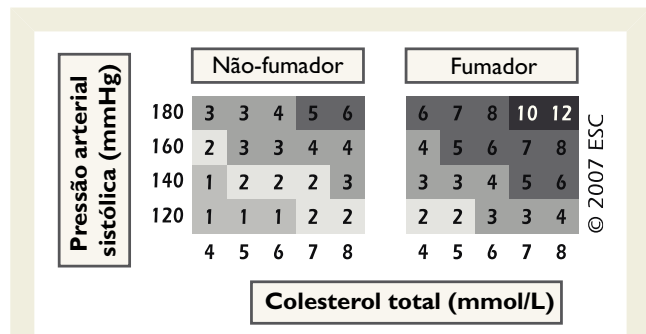 Não-fumador Fumador
Pressão arterial
sistólica (mmHg)
180 3 3 4 5 6 6 7 8 10 12
160 2 3 3 4 4 4 5 6 7 8
140 1 2 2 2 3 3 3 4 5 6
120 1 1 1 2 2 2 2 3 3 4
4 5 6 7 8 4 5 6 7 8
Colesterol total (mmol/L)
© 2007 ESC